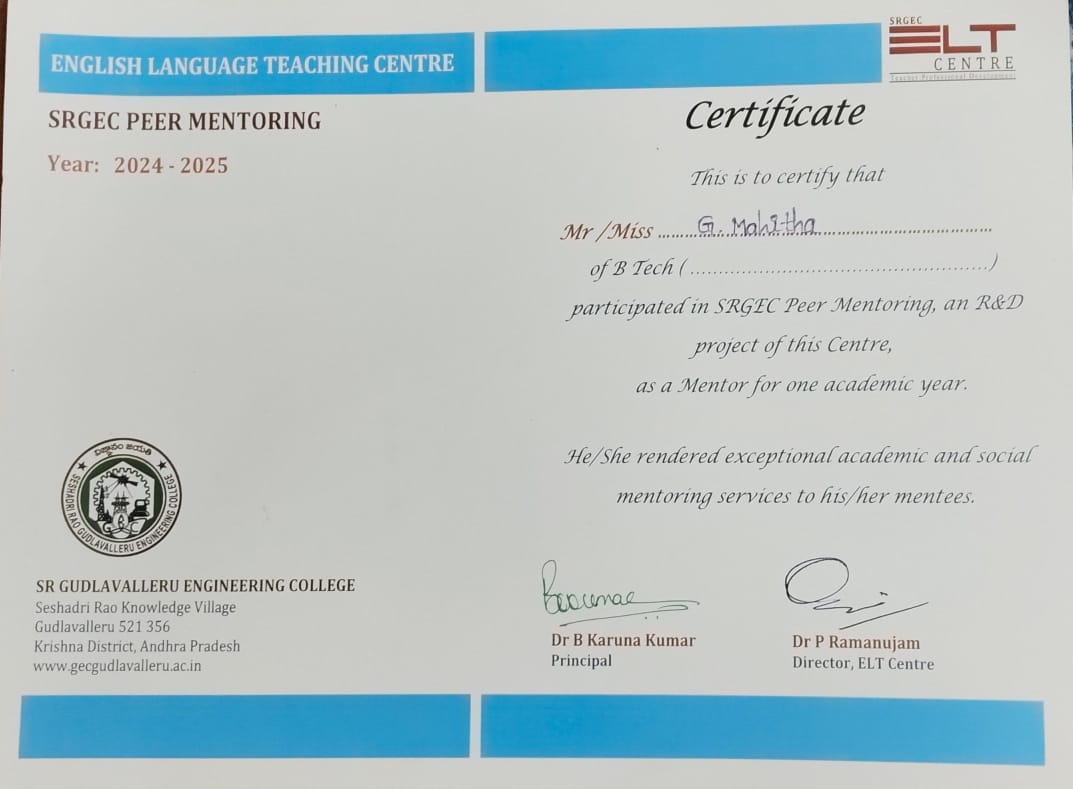 ENGLISH LANGUAGE TEACHING CENTRE
SRGEC
ELT
CENTRE
Teacher Professional Development
SRGEC PEER MENTORING
Year: 2024 - 2025
Certificate
This is to certify that
Mr /Miss ........G. Mahitha........................................
of B Tech (........................................................)
participated in SRGEC Peer Mentoring, an R&D
project of this Centre,
as a Mentor for one academic year.
He/She rendered exceptional academic and social
mentoring services to his/her mentees.
విజ్ఞానం జయతి
SESHADRI RAO GUDLAVALLERU ENGINEERING COLLEGE
SR GUDLAVALLERU ENGINEERING COLLEGE
Seshadri Rao Knowledge Village
Gudlavalleru 521 356
Krishna District, Andhra Pradesh
www.gecgudlavalleru.ac.in
Dr B Karuna Kumar
Principal
Dr P Ramanujam
Director, ELT Centre